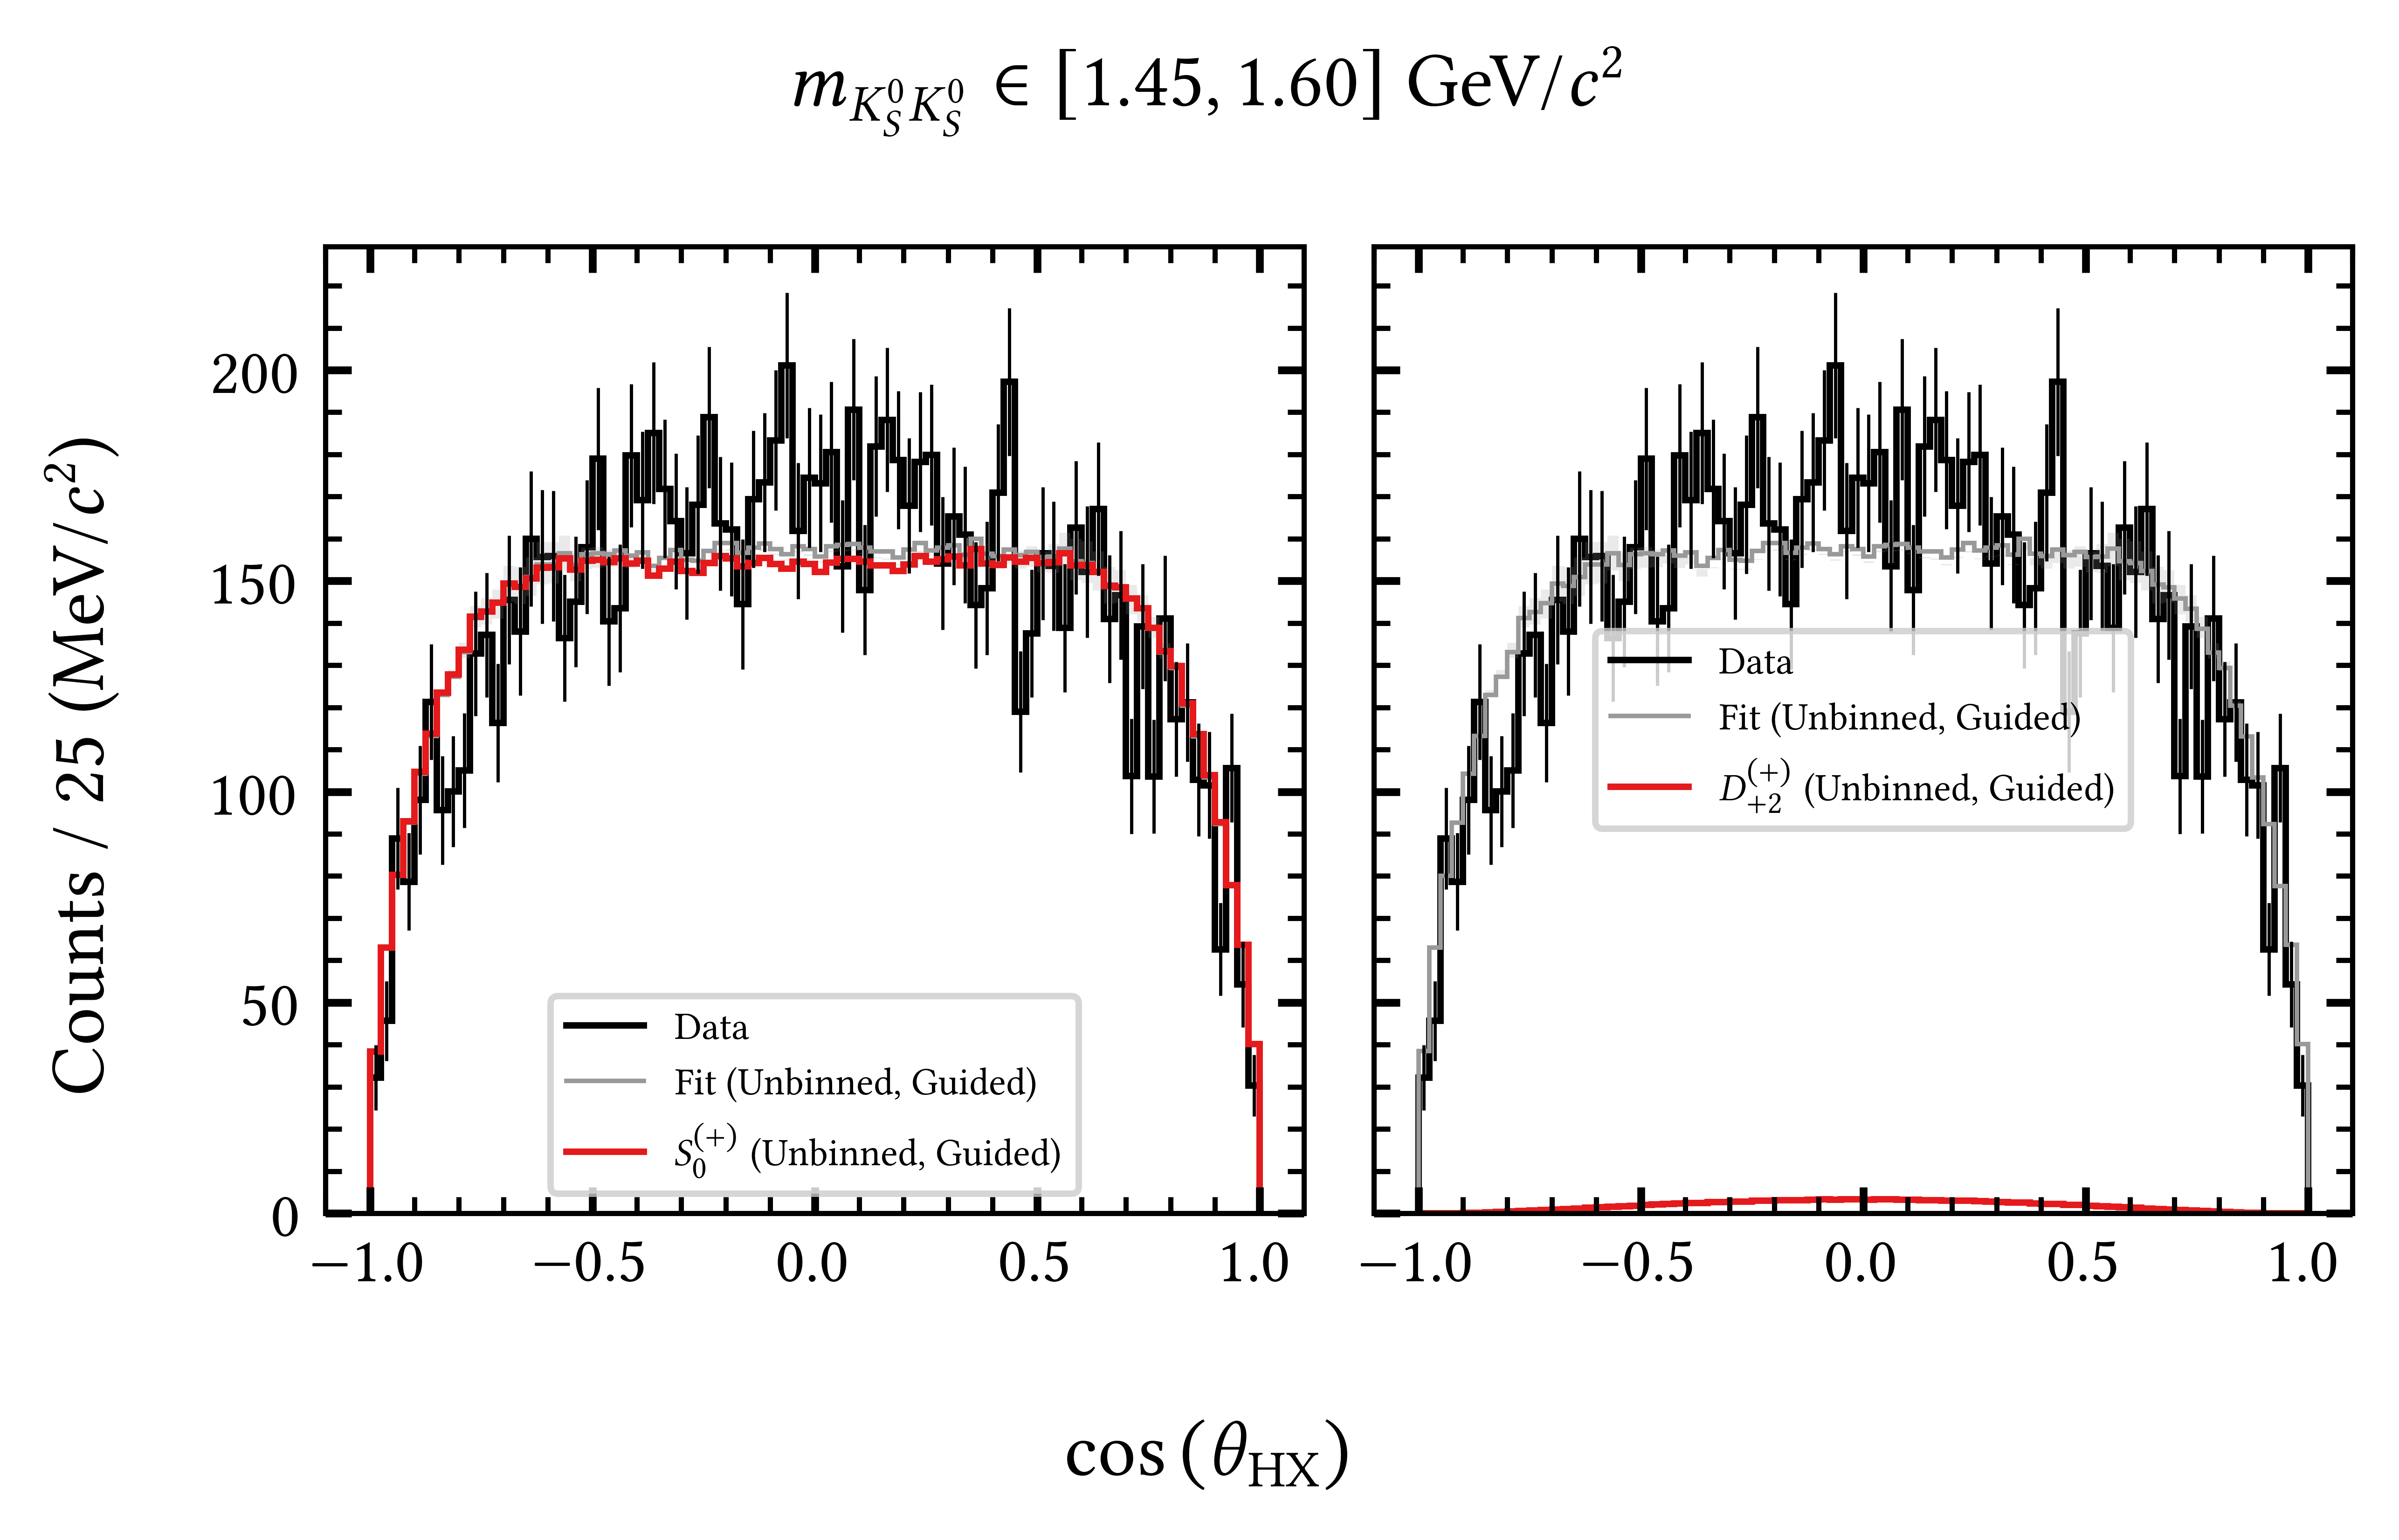 m_{K_S^0 K_S^0} ∈ [1.45, 1.60] GeV/c²
Counts / 25 (MeV/c²)
200
150
100
50
0
Data
Fit (Unbinned, Guided)
S_0^{(+)} (Unbinned, Guided)
−1.0 −0.5 0.0 0.5 1.0
Data
Fit (Unbinned, Guided)
D_{+2}^{(+)} (Unbinned, Guided)
−1.0 −0.5 0.0 0.5 1.0
cos (θ_{HX})